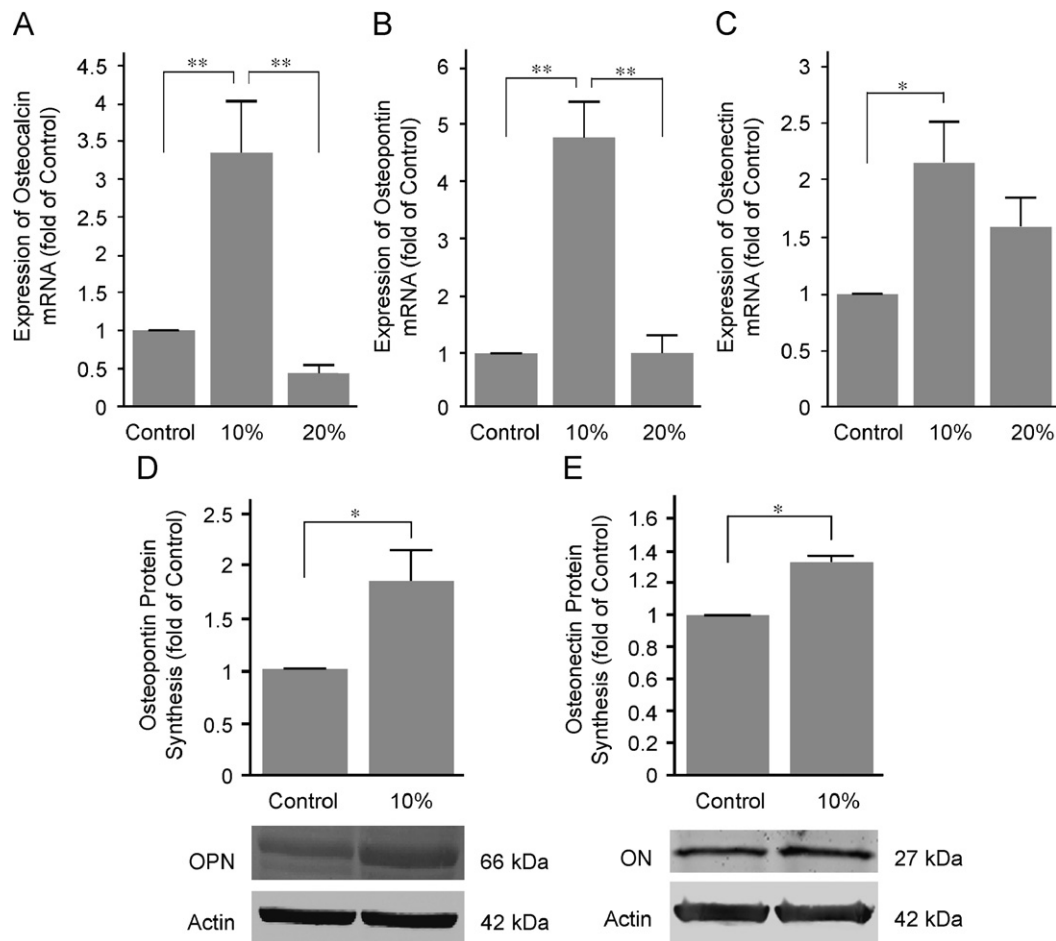 A
Expression of Osteocalcin
mRNA (fold of Control)
4.5
4
3.5
3
2.5
2
1.5
1
0.5
0
**
**
Control
10%
20%
B
Expression of Osteopontin
mRNA (fold of Control)
6
5
4
3
2
1
0
**
**
Control
10%
20%
C
Expression of Osteonectin
mRNA (fold of Control)
3
2.5
2
1.5
1
0.5
0
*
Control
10%
20%
D
Osteopontin Protein
Synthesis (fold of Control)
2.5
2
1.5
1
0.5
0
*
Control
10%
OPN
66 kDa
Actin
42 kDa
E
Osteonectin Protein
Synthesis (fold of Control)
1.6
1.4
1.2
1
0.8
0.6
0.4
0.2
0
*
Control
10%
ON
27 kDa
Actin
42 kDa